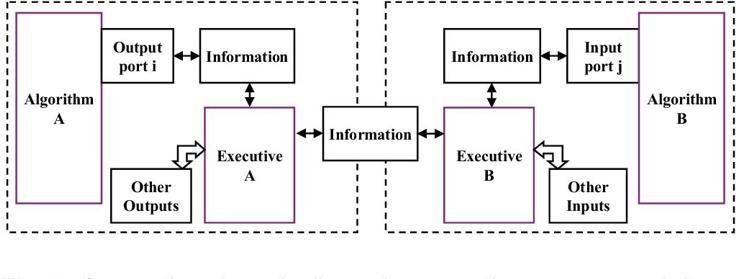 Output
port i
Information
Algorithm
A
Executive
A
Other
Outputs
Information
Information
Input
port j
Algorithm
B
Executive
B
Other
Inputs